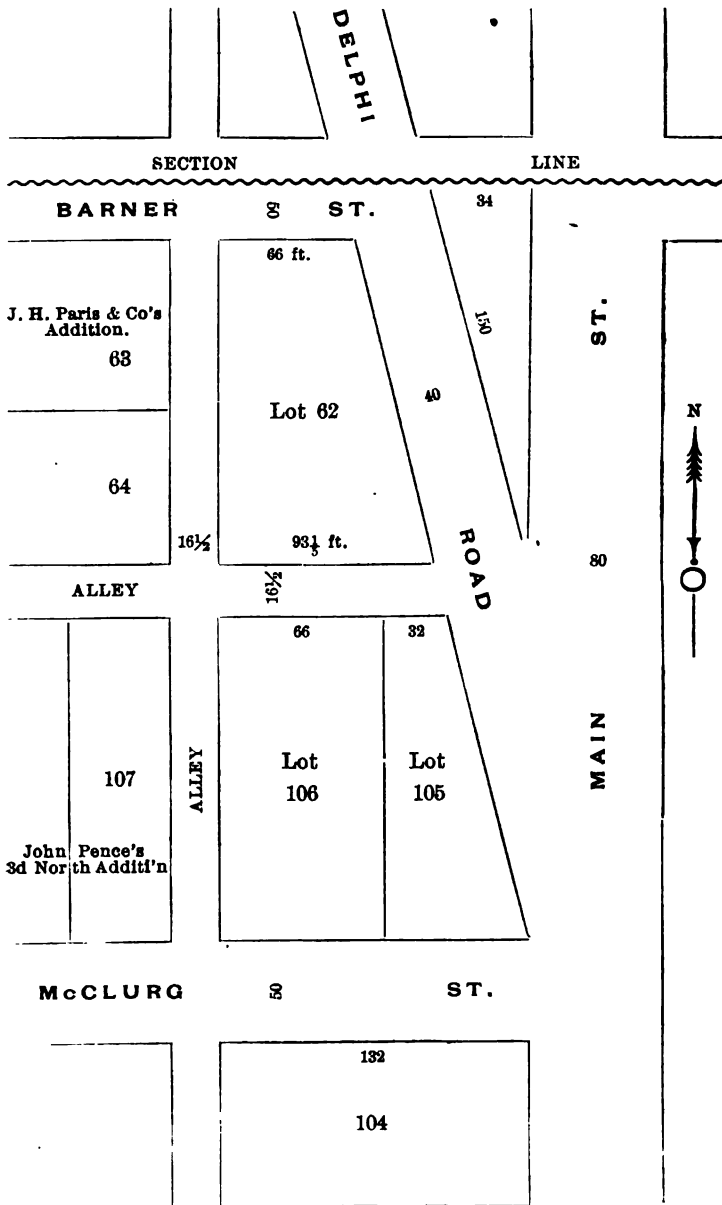 DELPHI
SECTION LINE
BARNER 50 ST.
34
66 ft.
J. H. Paris & Co's
Addition.
63
150
ST.
40
Lot 62
N
64
16½
93⅕ ft.
ROAD
80
ALLEY
16½
66
32
MAIN
Lot
106
Lot
105
107
ALLEY
John Pence's
3d North Additi'n
McCLURG 50 ST.
132
104